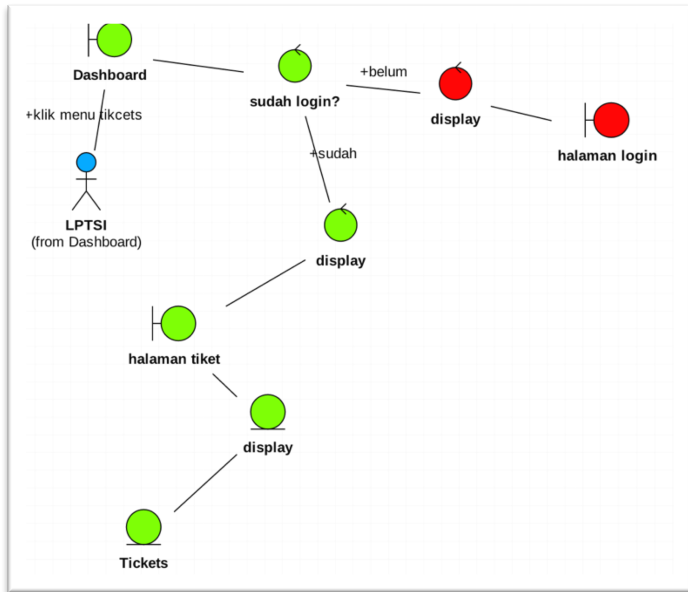 Dashboard
+klik menu tikcets
LPTSI
(from Dashboard)
sudah login?
+belum
display
halaman login
+sudah
display
halaman tiket
display
Tickets